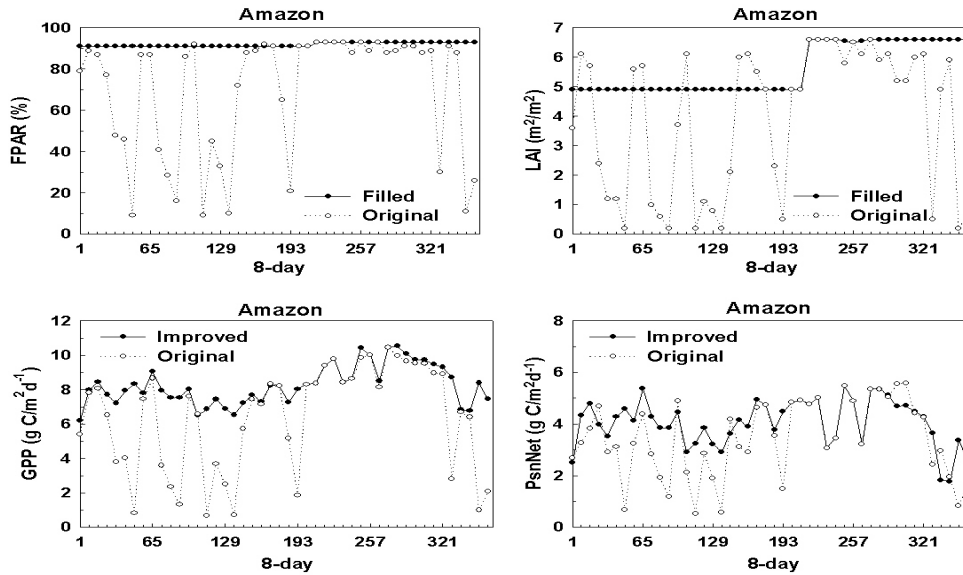 Amazon
100
80
60
40
20
0
FPAR (%)
Filled
Original
1 65 129 193 257 321
8-day
Amazon
7
6
5
4
3
2
1
0
LAI (m²/m²)
Filled
Original
1 65 129 193 257 321
8-day
Amazon
12
10
8
6
4
2
0
GPP (g C/m²d⁻¹)
Improved
Original
1 65 129 193 257 321
8-day
Amazon
8
6
4
2
0
PsnNet (g C/m²d⁻¹)
Improved
Original
1 65 129 193 257 321
8-day